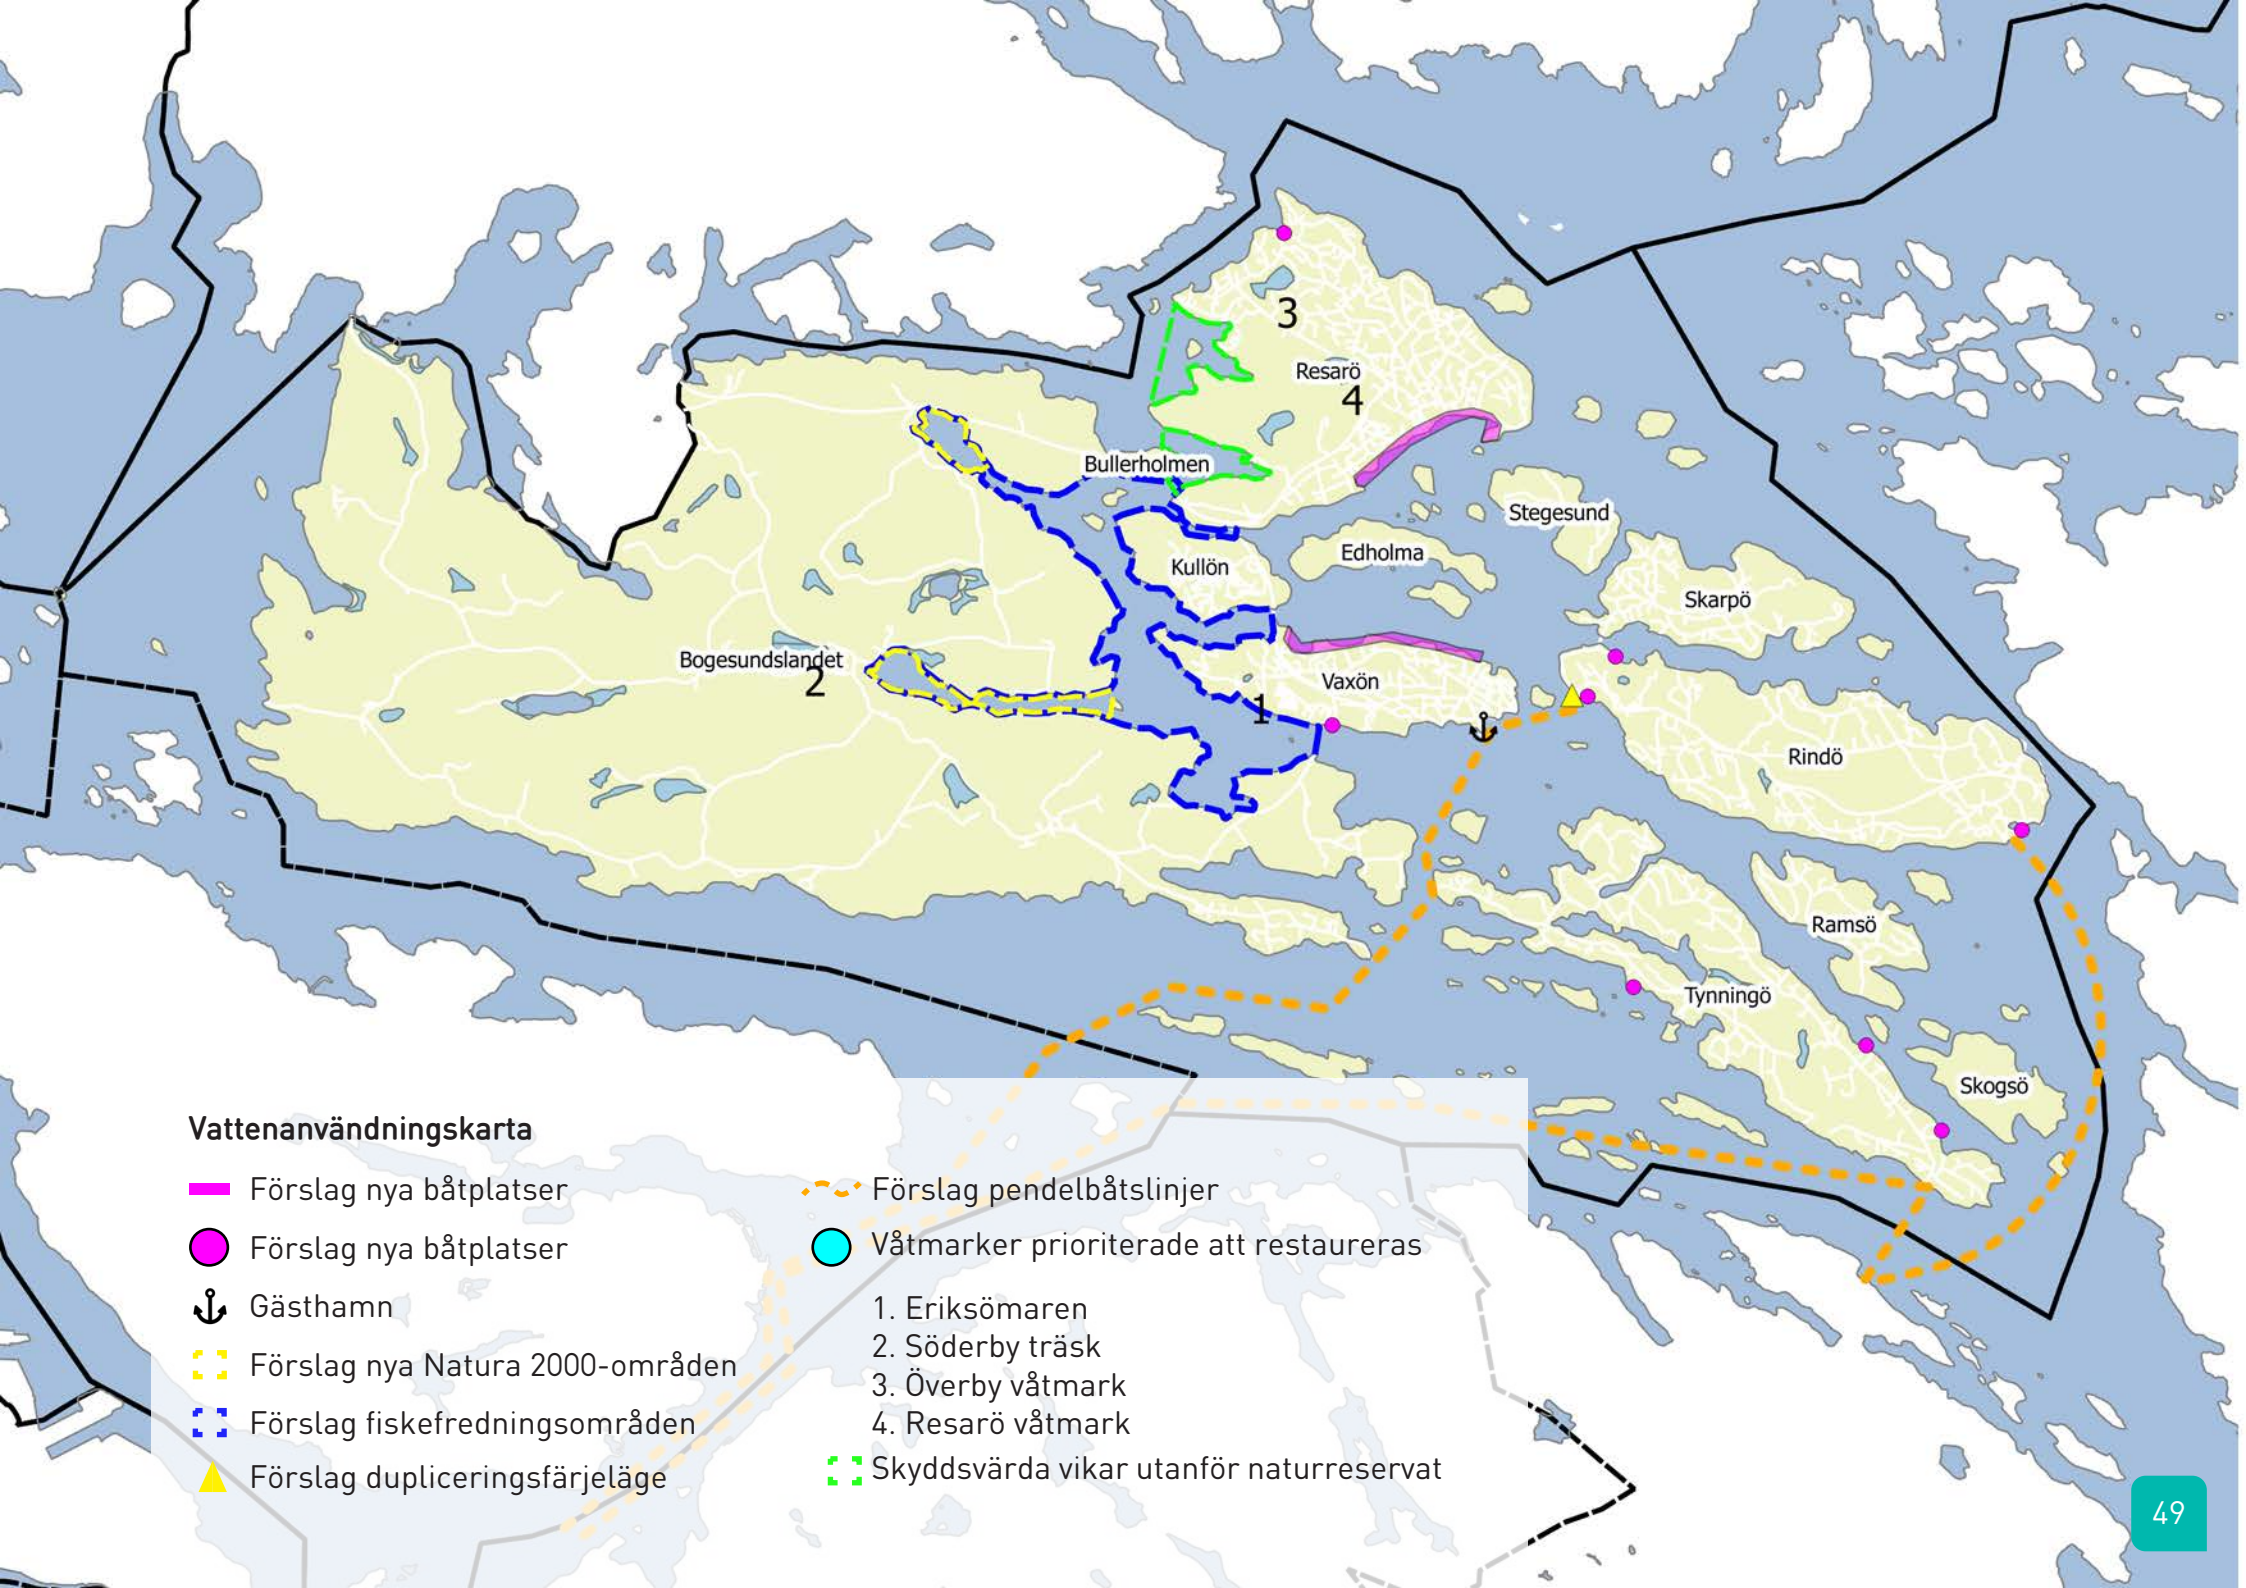 3
Resarö
4
Bullerholmen
Stegesund
Edholma
Kullön
Skarpö
Bogesundslandet
2
Vaxön
1
Rindö
Ramsö
Tynningö
Skogsö
Vattenanvändningskarta
Förslag nya båtplatser
Förslag nya båtplatser
Gästhamn
Förslag nya Natura 2000-områden
Förslag fiskefredningsområden
Förslag dupliceringsfärjeläge
Förslag pendelbåtslinjer
Våtmarker prioriterade att restaureras
1. Eriksömaren
2. Söderby träsk
3. Överby våtmark
4. Resarö våtmark
Skyddsvärda vikar utanför naturreservat
49